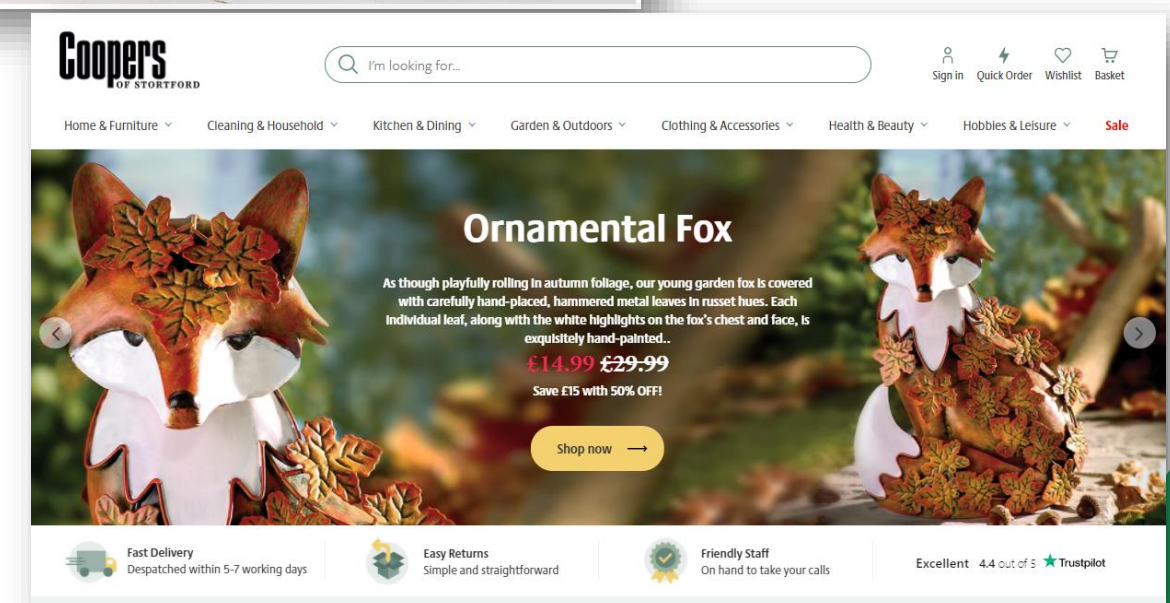 Coopers
OF STORTFORD
I'm looking for...
Sign in Quick Order Wishlist Basket
Home & Furniture Cleaning & Household Kitchen & Dining Garden & Outdoors Clothing & Accessories Health & Beauty Hobbies & Leisure Sale
Ornamental Fox
As though playfully rolling in autumn foliage, our young garden fox is covered
with carefully hand-placed, hammered metal leaves in russet hues. Each
individual leaf, along with the white highlights on the fox's chest and face, is
exquisitely hand-painted..
£14.99 £29.99
Save £15 with 50% OFF!
Shop now
Fast Delivery
Despatched within 5-7 working days
Easy Returns
Simple and straightforward
Friendly Staff
On hand to take your calls
Excellent 4.4 out of 5 Trustpilot